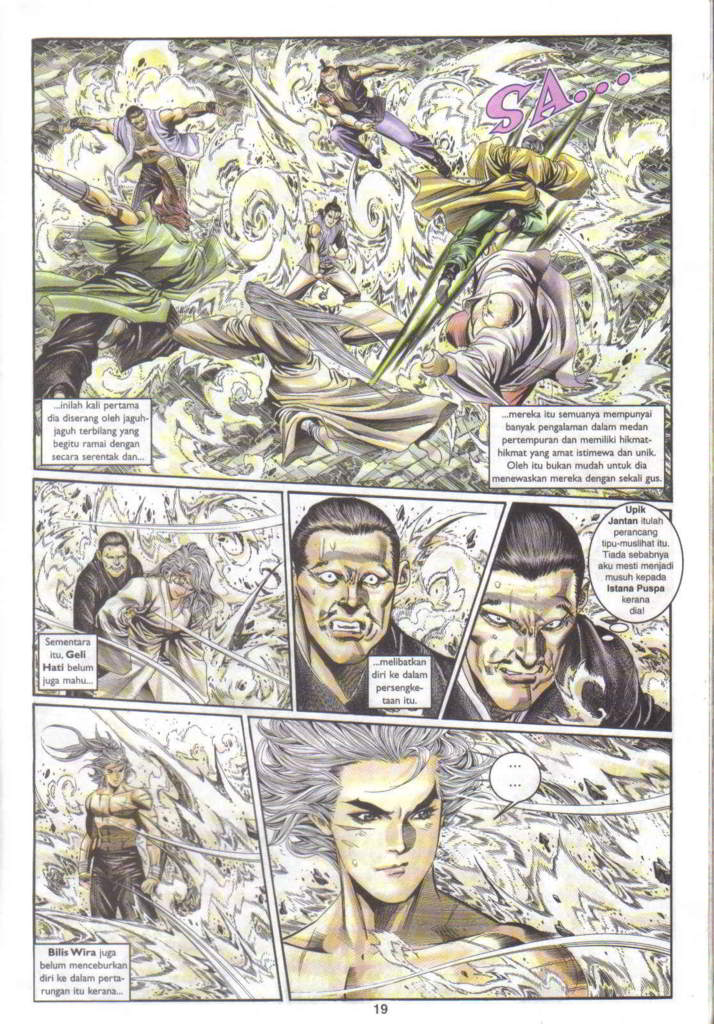 SA...
...inilah kali pertama
dia diserang oleh jaguh-
jaguh terbilang yang
begitu ramai dengan
secara serentak dan...
...mereka itu semuanya mempunyai
banyak pengalaman dalam medan
pertempuran dan memiliki hikmat-
hikmat yang amat istimewa dan unik.
Oleh itu bukan mudah untuk dia
menewaskan mereka dengan sekali gus.
Sementara
itu, Geli
Hati belum
juga mahu...
...melibatkan
diri ke dalam
persengke-
taan itu.
Upik
Jantan itulah
perancang
tipu-muslihat itu.
Tiada sebabnya
aku mesti menjadi
musuh kepada
Istana Puspa
kerana
dia!
Bilis Wira juga
belum menceburkan
diri ke dalam perta-
rungan itu kerana...
...
...
19